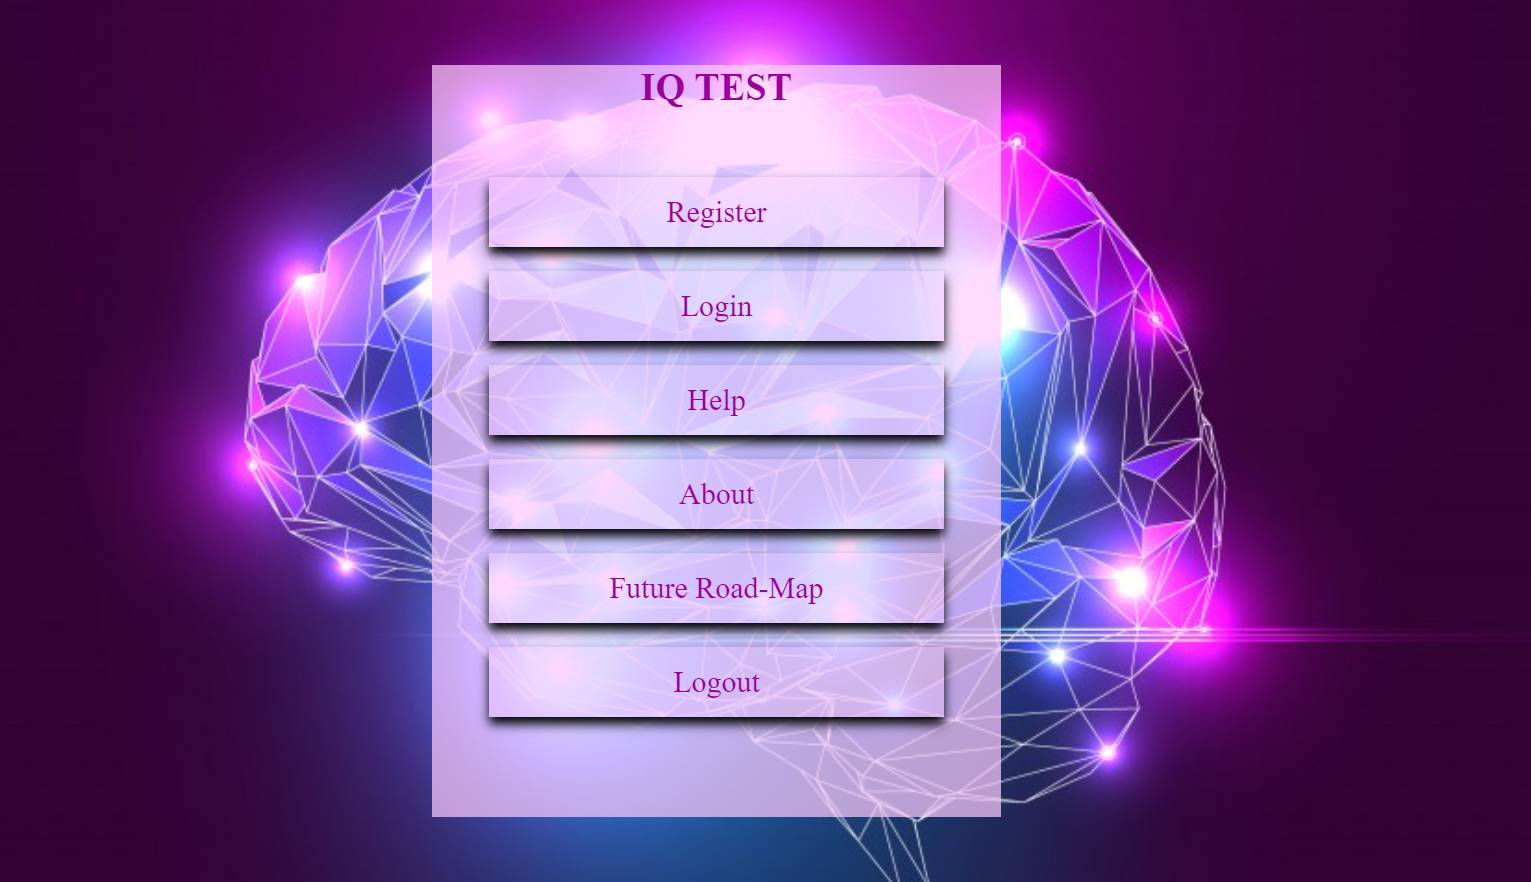 IQ TEST
Register
Login
Help
About
Future Road-Map
Logout